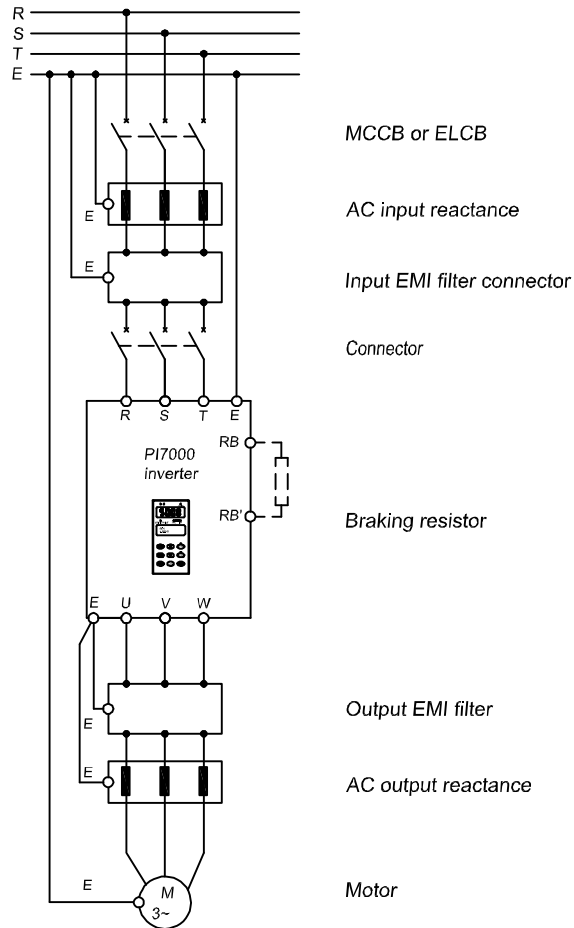 R
S
T
E
MCCB or ELCB
E
AC input reactance
E
Input EMI filter connector
Connector
R S T E
RB
PI7000
inverter
RB'
Braking resistor
E U V W
E
Output EMI filter
E
AC output reactance
E
M
3~
Motor